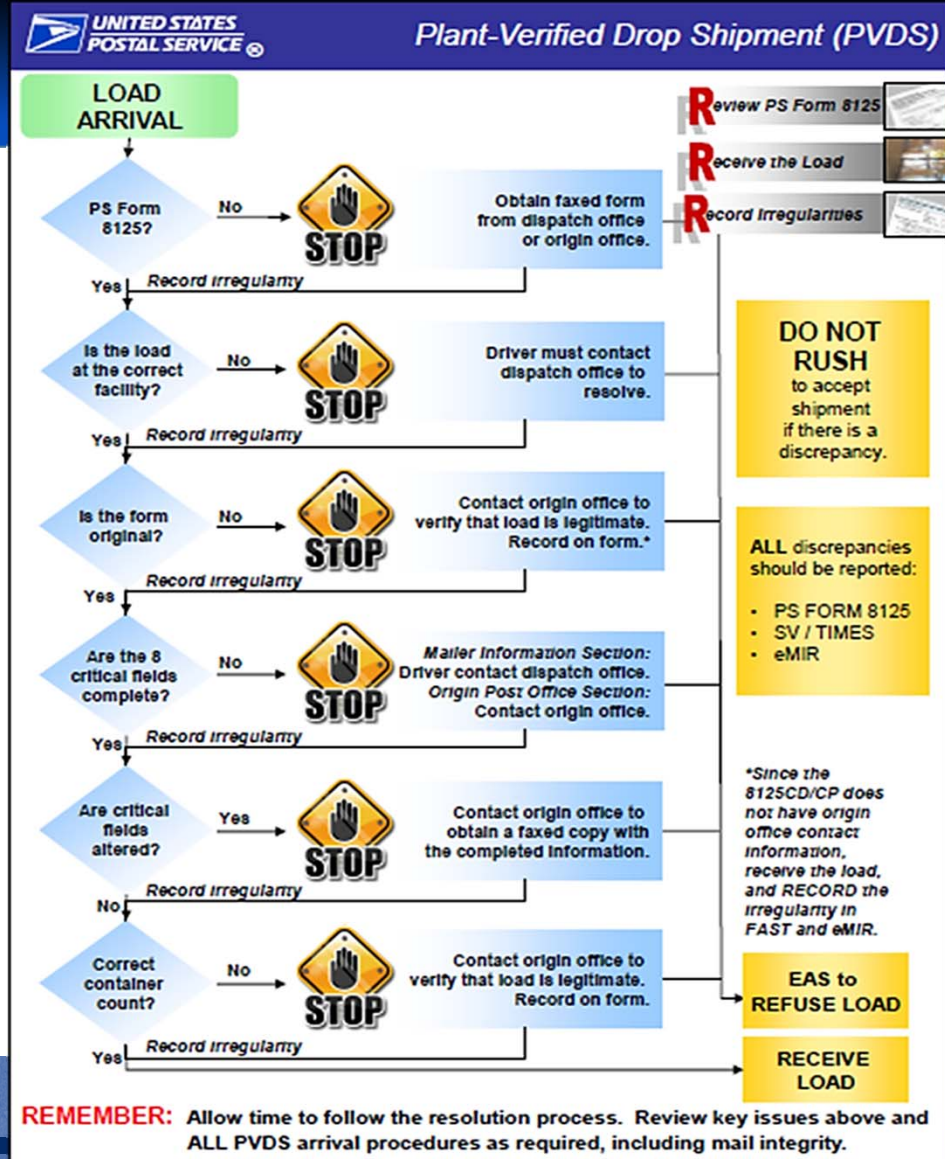 UNITED STATES
POSTAL SERVICE ®
Plant-Verified Drop Shipment (PVDS)
LOAD
ARRIVAL
Review PS Form 8125
Receive the Load
Record Irregularities
PS Form
8125?
No
STOP
Obtain faxed form
from dispatch office
or origin office.
Yes
Record irregularity
Is the load
at the correct
facility?
No
STOP
Driver must contact
dispatch office to
resolve.
Yes
Record irregularity
Is the form
original?
No
STOP
Contact origin office to
verify that load is legitimate.
Record on form.*
Yes
Record irregularity
Are the 8
critical fields
complete?
No
STOP
Mailer Information Section:
Driver contact dispatch office.
Origin Post Office Section:
Contact origin office.
Yes
Record irregularity
Are critical
fields
altered?
Yes
STOP
Contact origin office to
obtain a faxed copy with
the completed information.
No
Record irregularity
Correct
container
count?
No
STOP
Contact origin office to
verify that load is legitimate.
Record on form.
Yes
Record irregularity
DO NOT
RUSH
to accept
shipment
if there is a
discrepancy.
ALL discrepancies
should be reported:
• PS FORM 8125
• SV / TIMES
• eMIR
*Since the
8125CD/CP does
not have origin
office contact
information,
receive the load,
and RECORD the
irregularity in
FAST and eMIR.
EAS to
REFUSE LOAD
RECEIVE
LOAD
REMEMBER: Allow time to follow the resolution process. Review key issues above and
ALL PVDS arrival procedures as required, including mail integrity.